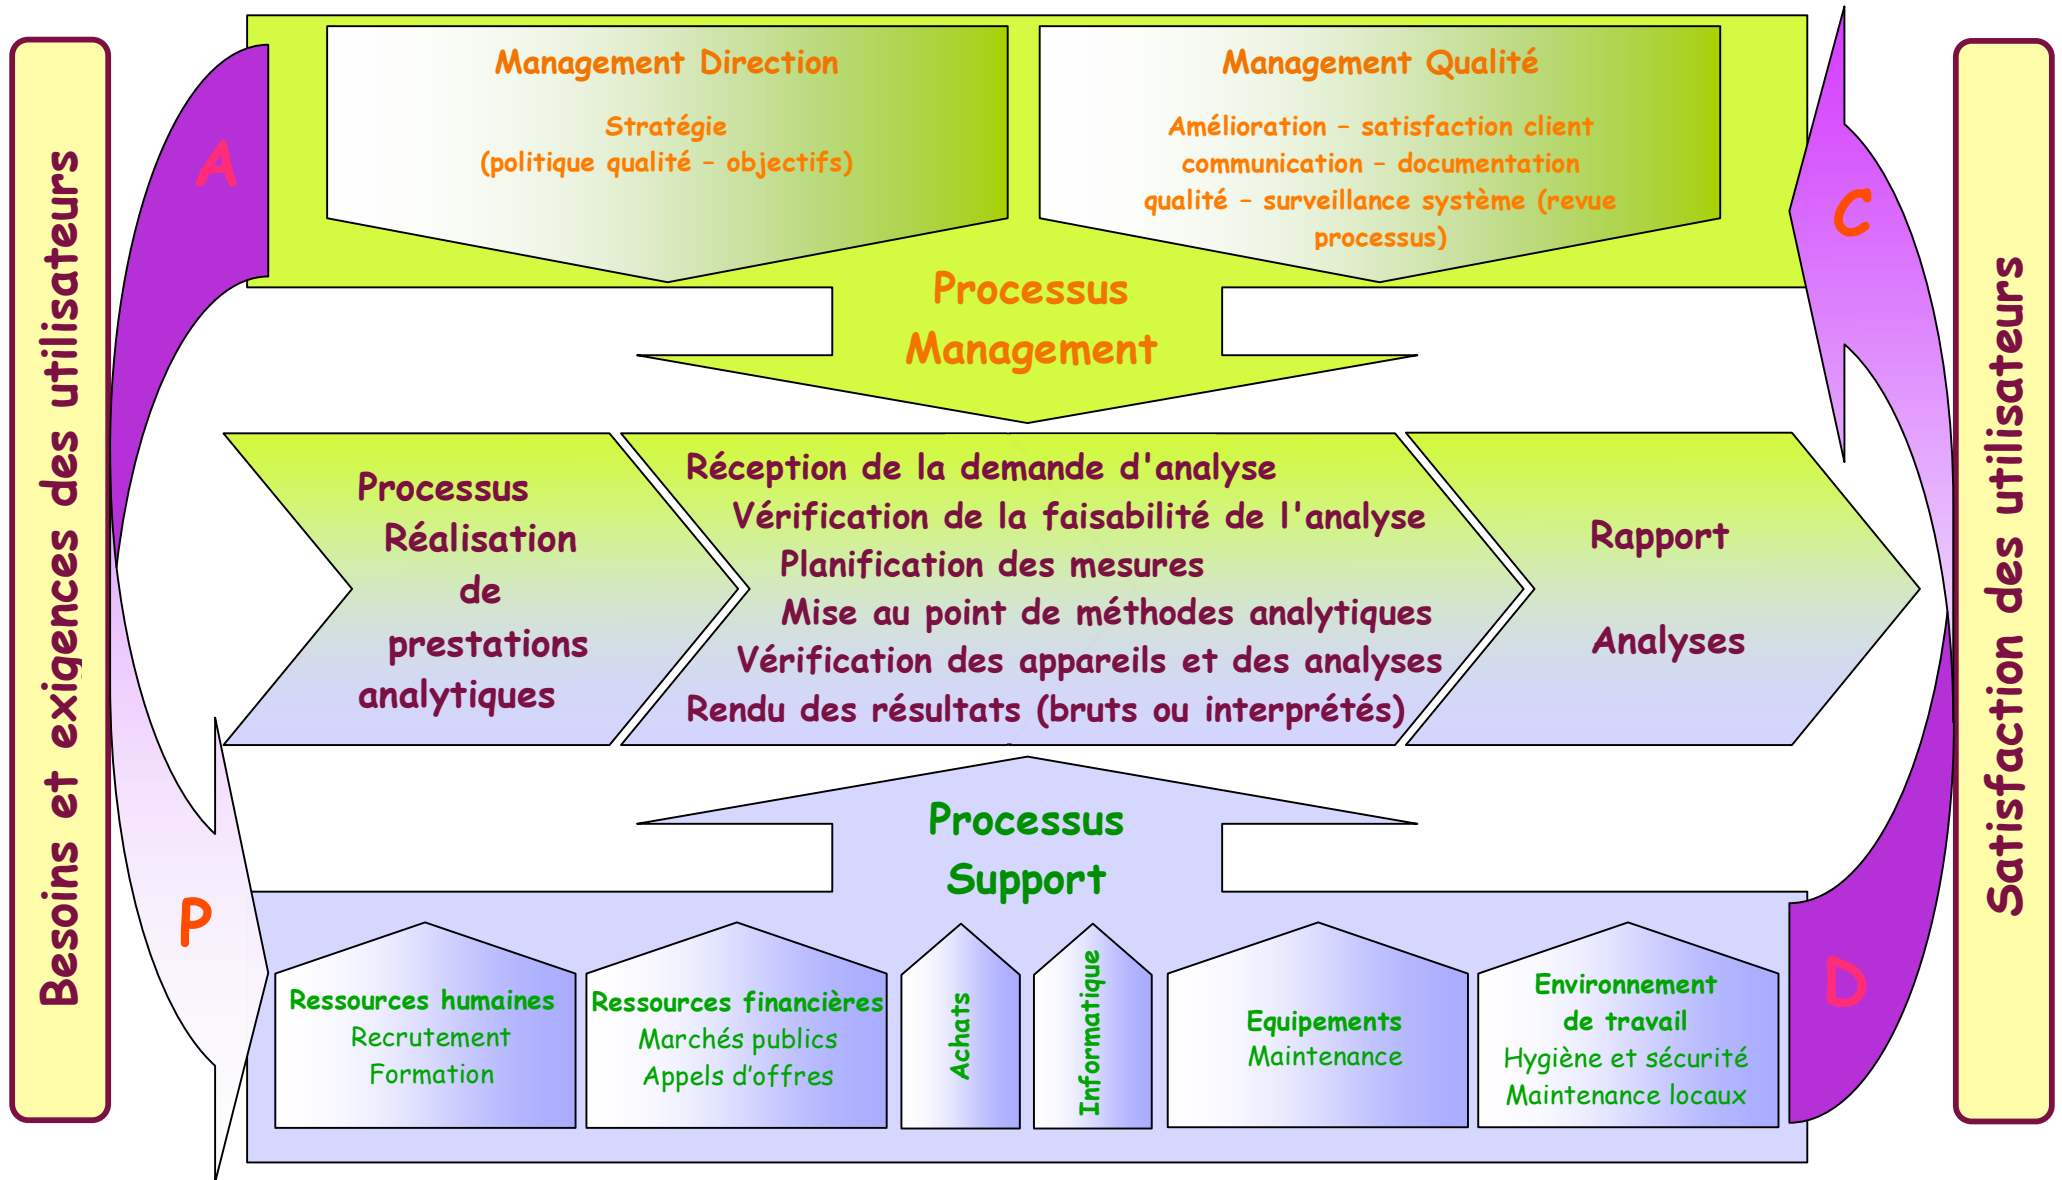 Besoins et exigences des utilisateurs
A
Management Direction
Stratégie
(politique qualité – objectifs)
Management Qualité
Amélioration – satisfaction client
communication – documentation
qualité – surveillance système (revue
processus)
C
Processus
Management
Processus
Réalisation
de
prestations
analytiques
Réception de la demande d'analyse
Vérification de la faisabilité de l'analyse
Planification des mesures
Mise au point de méthodes analytiques
Vérification des appareils et des analyses
Rendu des résultats (bruts ou interprétés)
Rapport
Analyses
Satisfaction des utilisateurs
Processus
Support
P
Ressources humaines
Recrutement
Formation
Ressources financières
Marchés publics
Appels d’offres
Achats
Informatique
Equipements
Maintenance
Environnement
de travail
Hygiène et sécurité
Maintenance locaux
D